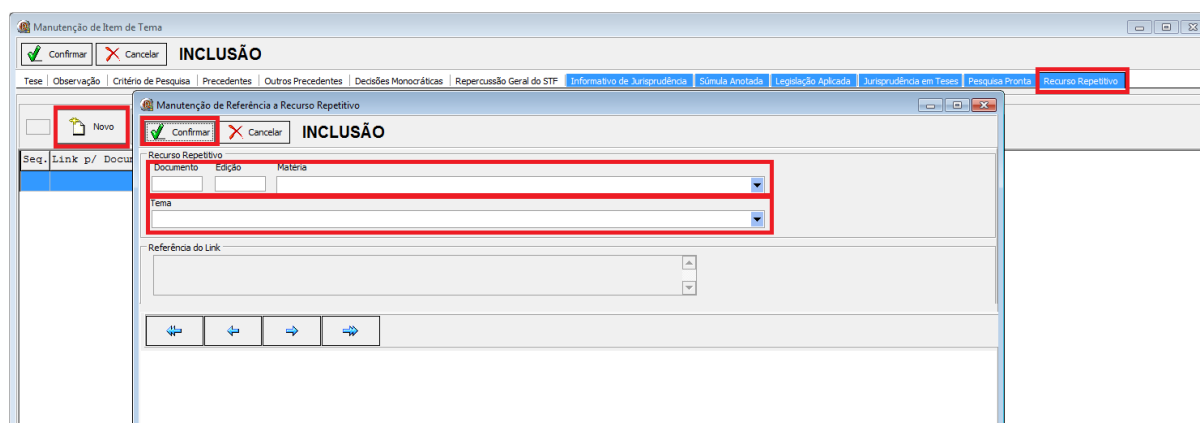 Manutenção de Item de Tema
Confirmar Cancelar INCLUSÃO
Tese Observação Critério de Pesquisa Precedentes Outros Precedentes Decisões Monocráticas Repercussão Geral do STF Informativo de Jurisprudência Súmula Anotada Legislação Aplicada Jurisprudência em Teses Pesquisa Pronta Recurso Repetitivo
Manutenção de Referência a Recurso Repetitivo
Novo
Confirmar Cancelar INCLUSÃO
Seq. Link p/ Docum
Recurso Repetitivo
Documento Edição Matéria
Tema
Referência do Link